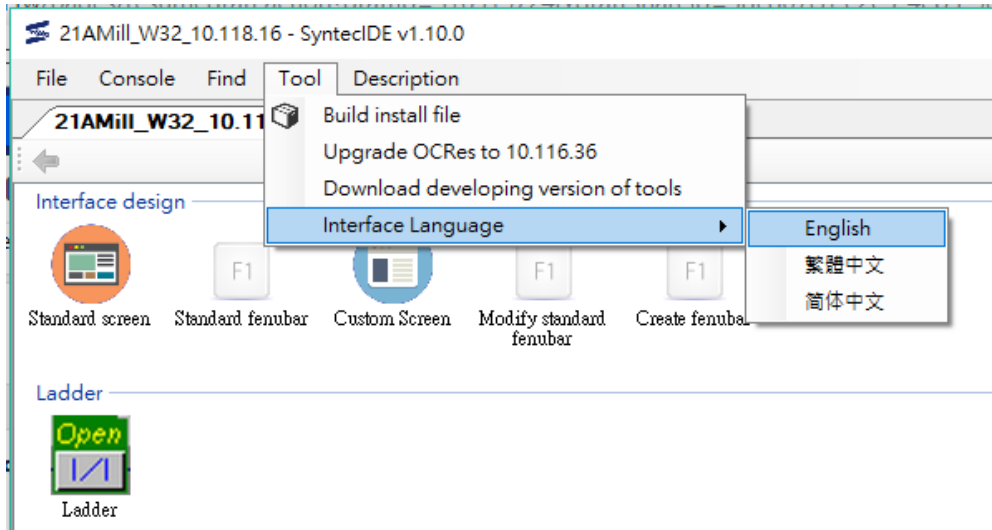 21AMill_W32_10.118.16 - SyntecIDE v1.10.0
File Console Find Tool Description
21AMill_W32_10.11
Build install file
Upgrade OCRes to 10.116.36
Download developing version of tools
Interface Language
English
繁體中文
简体中文
Interface design
F1
F1
F1
Standard screen
Standard fenubar
Custom Screen
Modify standard
fenubar
Create fenubar
Ladder
Open
Ladder